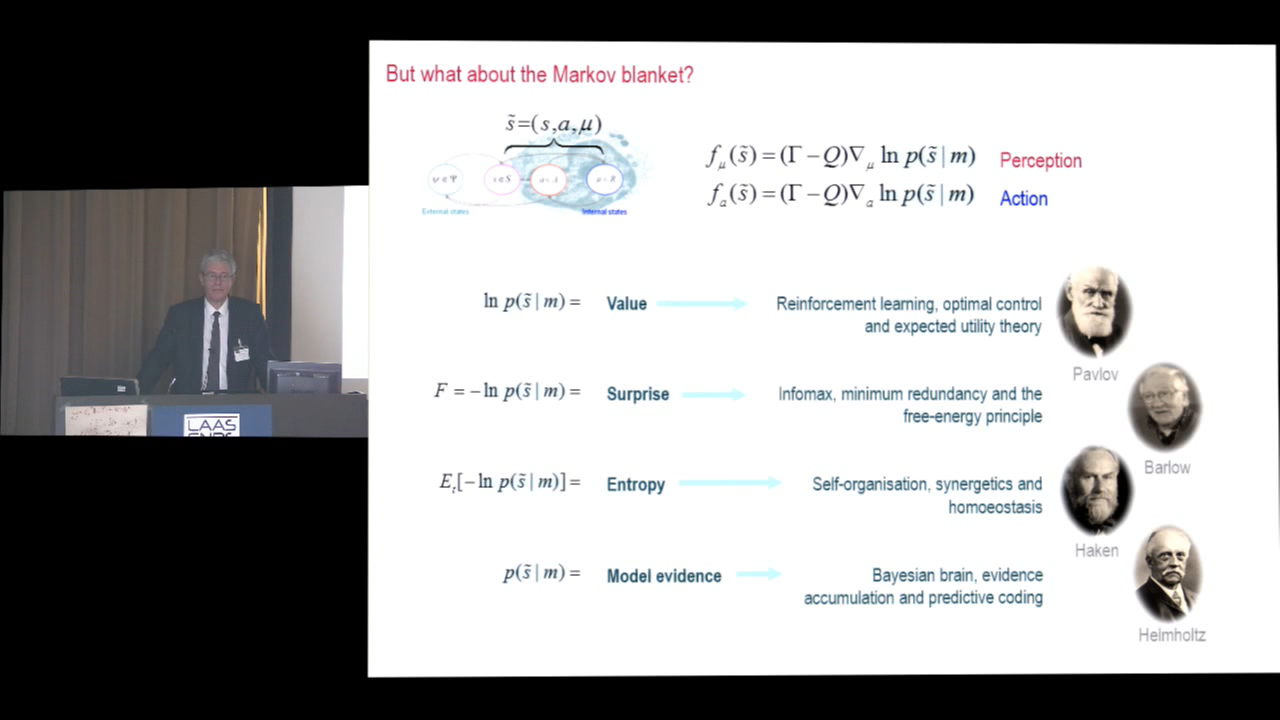 But what about the Markov blanket?
s̃=(s,a,μ)
ψ∈Ψ s∈S a∈A μ∈R
External states Internal states
f_μ(s̃) = (Γ − Q)∇_μ ln p(s̃ | m) Perception
f_a(s̃) = (Γ − Q)∇_a ln p(s̃ | m) Action
ln p(s̃ | m) = Value Reinforcement learning, optimal control
and expected utility theory
Pavlov
F = −ln p(s̃ | m) = Surprise Infomax, minimum redundancy and the
free-energy principle
Barlow
E_t[−ln p(s̃ | m)] = Entropy Self-organisation, synergetics and
homoeostasis
Haken
p(s̃ | m) = Model evidence Bayesian brain, evidence
accumulation and predictive coding
Helmholtz
LAAS
CNRS